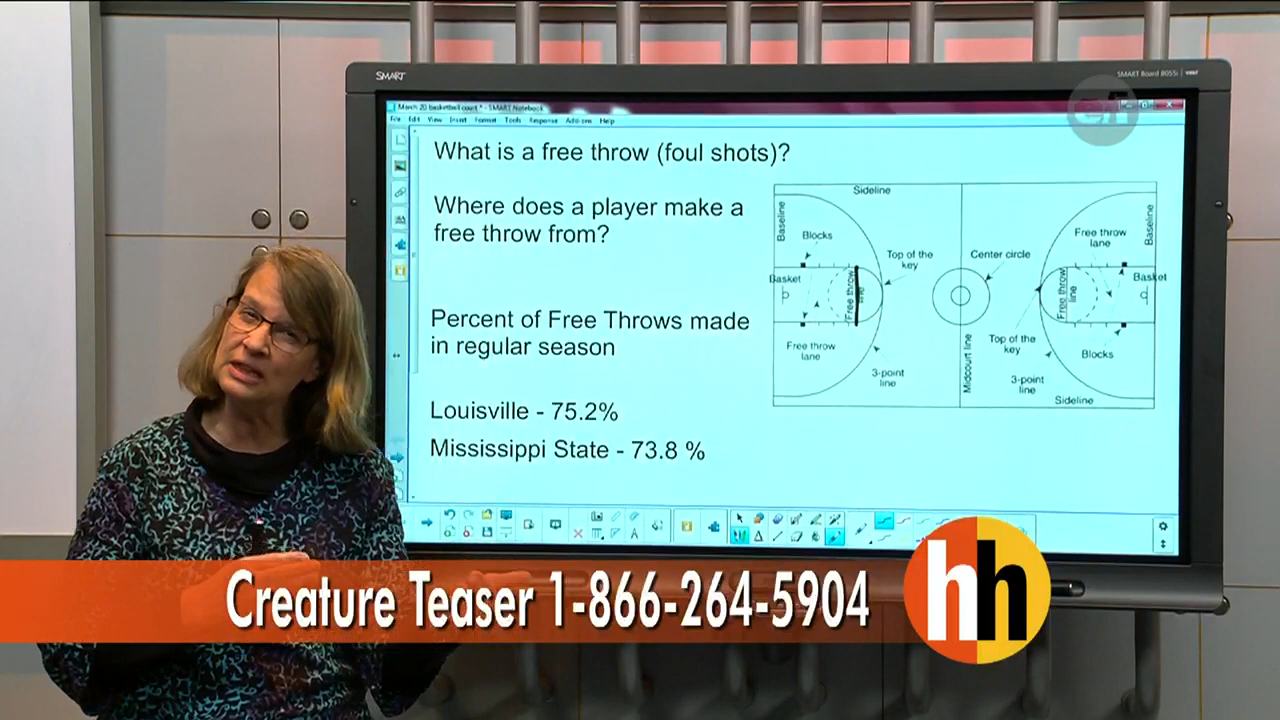 SMART
SMART Board 8055i
March 20 basketball court * - SMART Notebook
File Edit View Insert Format Tools Response Add-ons Help
What is a free throw (foul shots)?
Where does a player make a
free throw from?
Percent of Free Throws made
in regular season
Louisville - 75.2%
Mississippi State - 73.8 %
Sideline
Baseline
Blocks
Basket
Free throw
line
Top of the
key
Free throw
lane
3-point
line
Center circle
Midcourt line
Free throw
lane
Baseline
Basket
Free throw
line
Top of the
key
Blocks
3-point
line
Sideline
A
Creature Teaser 1-866-264-5904
hh